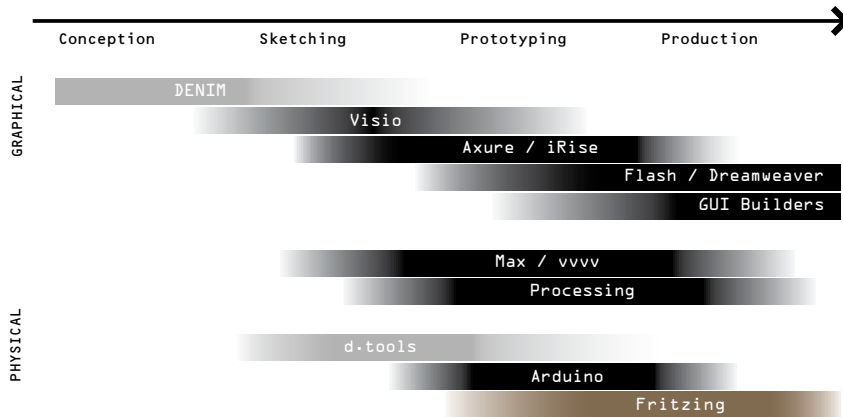 Conception Sketching Prototyping Production
GRAPHICAL
DENIM
Visio
Axure / iRise
Flash / Dreamweaver
GUI Builders
Max / vvvv
Processing
PHYSICAL
d.tools
Arduino
Fritzing